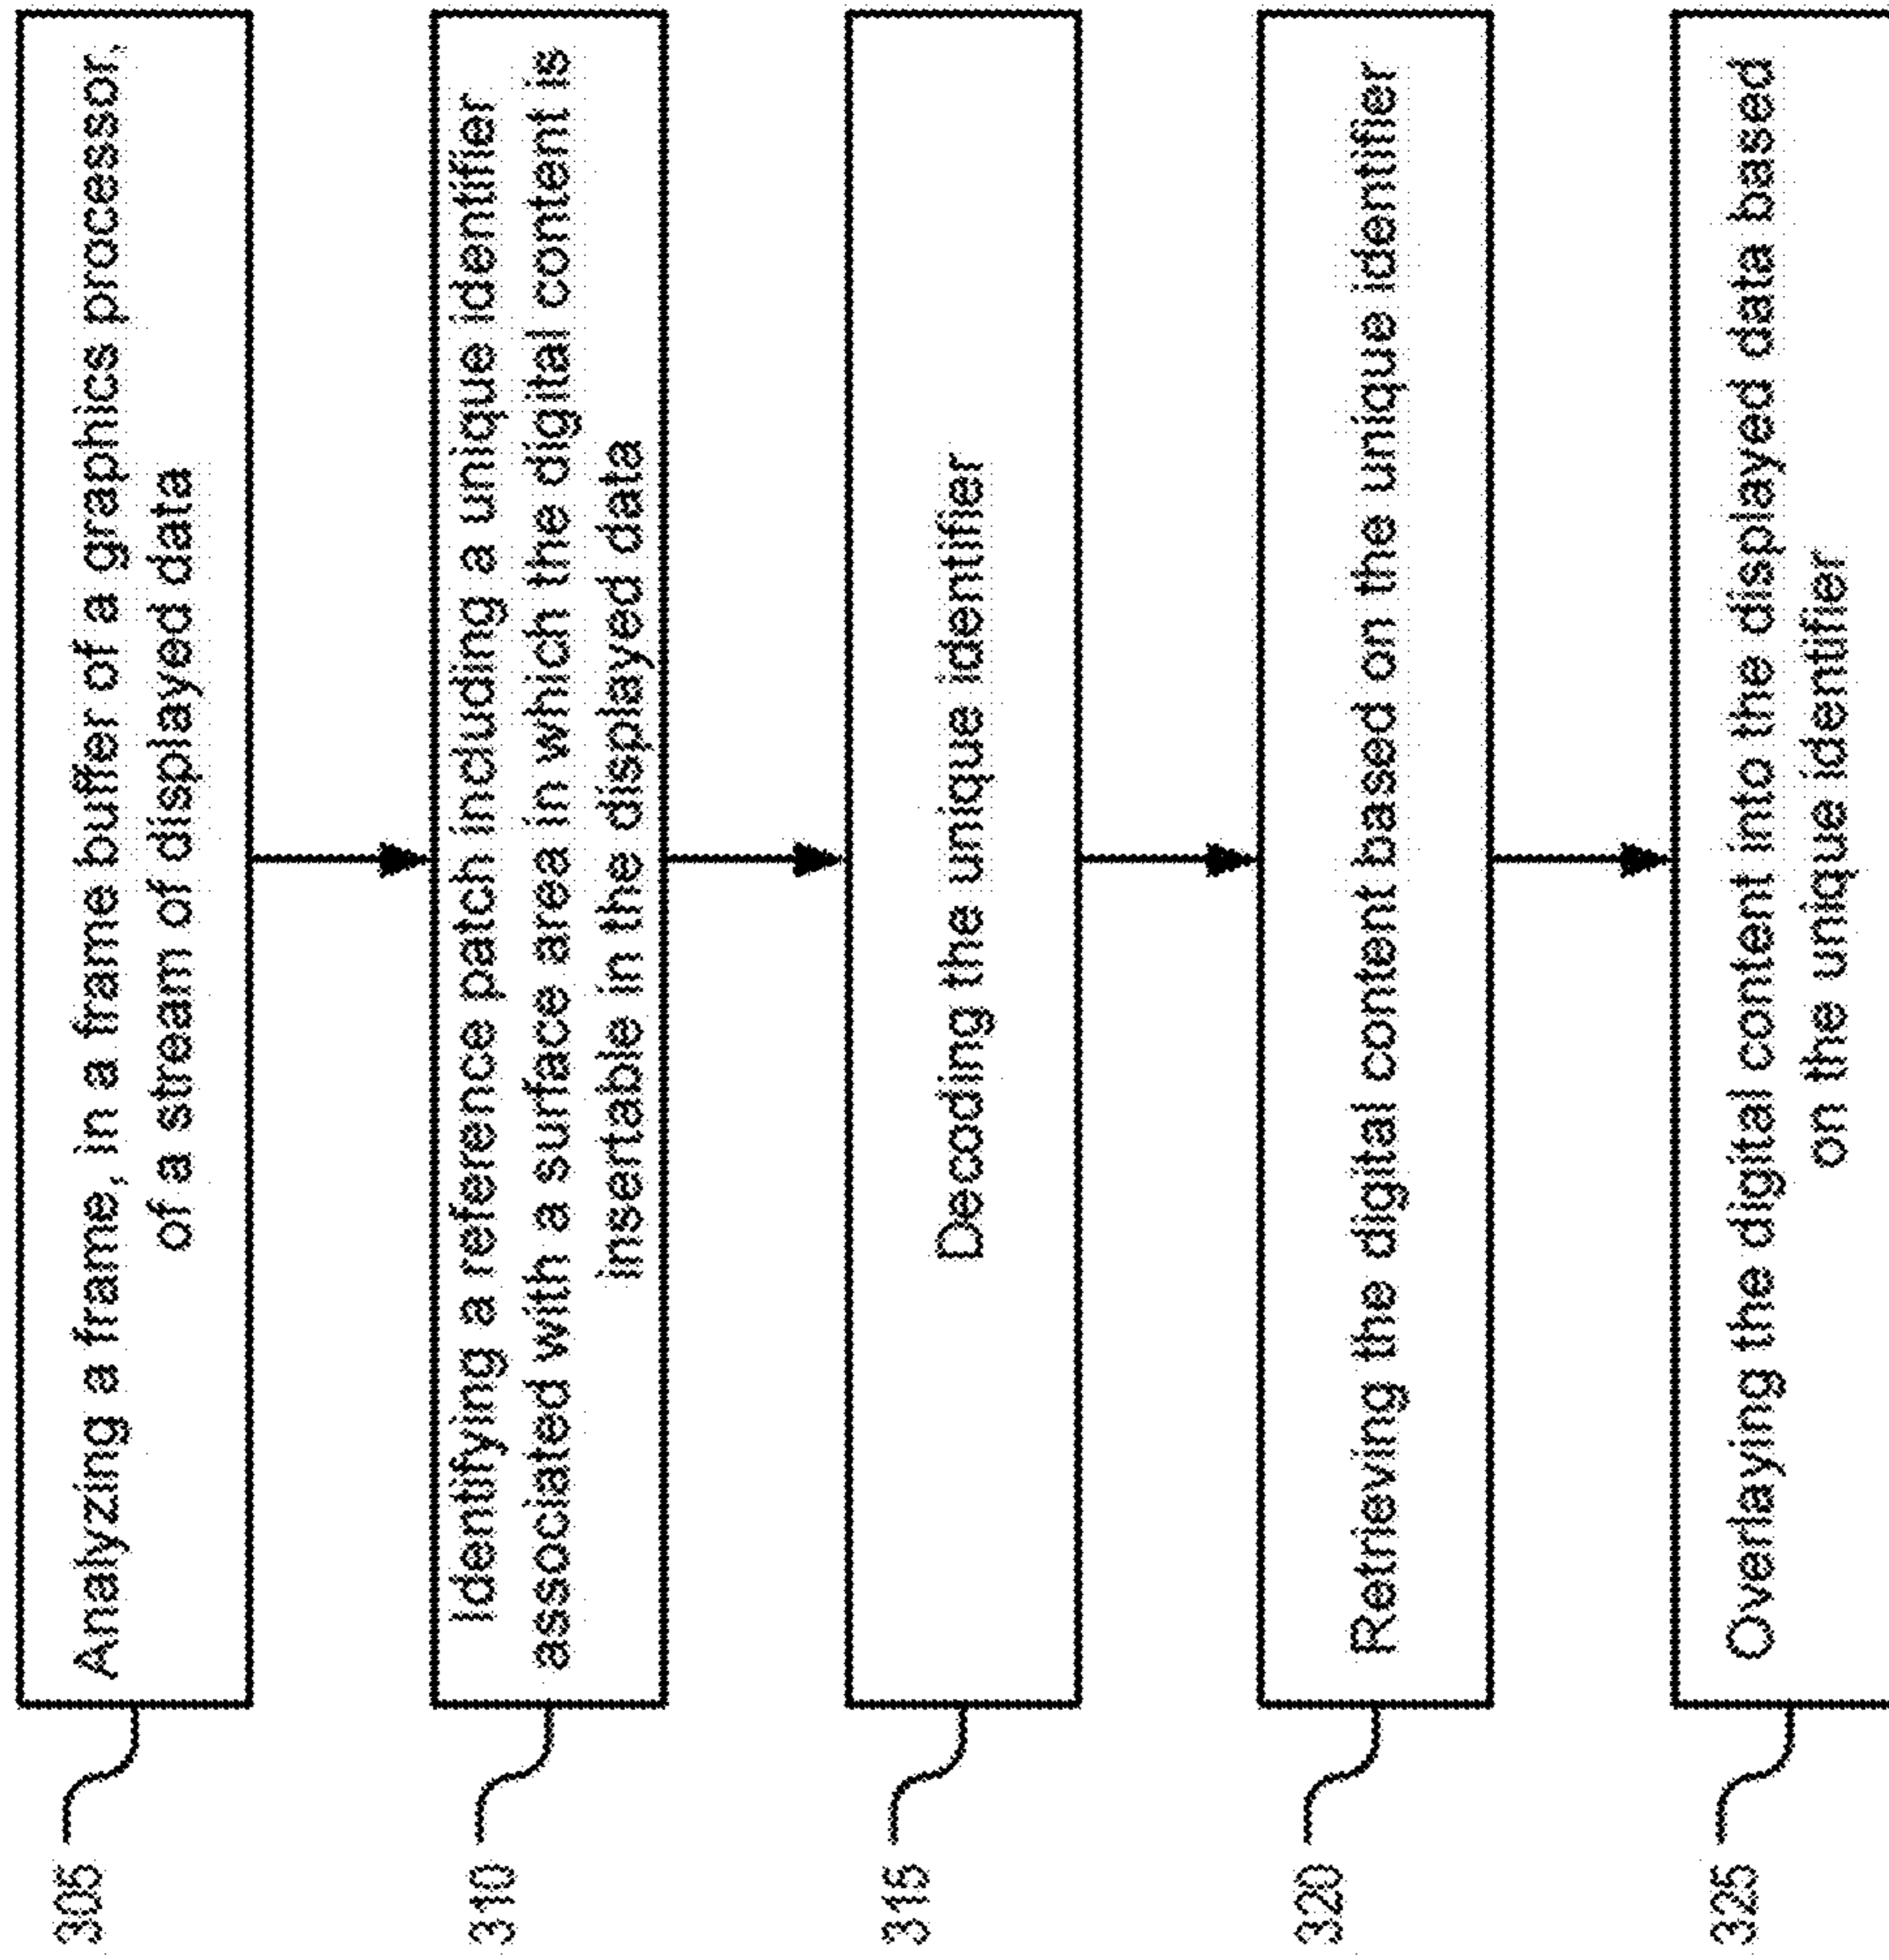 305
Analyzing a frame, in a frame buffer of a graphics processor,
of a stream of displayed data
310
Identifying a reference patch including a unique identifier
associated with a surface area in which the digital content is
insertable in the displayed data
315
Decoding the unique identifier
320
Retrieving the digital content based on the unique identifier
325
Overlaying the digital content into the displayed data based
on the unique identifier